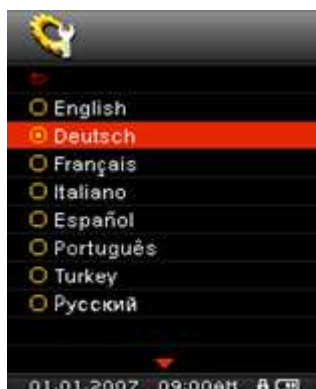 English
Deutsch
Français
Italiano
Español
Português
Turkey
Русский
01.01.2007 09:00AM